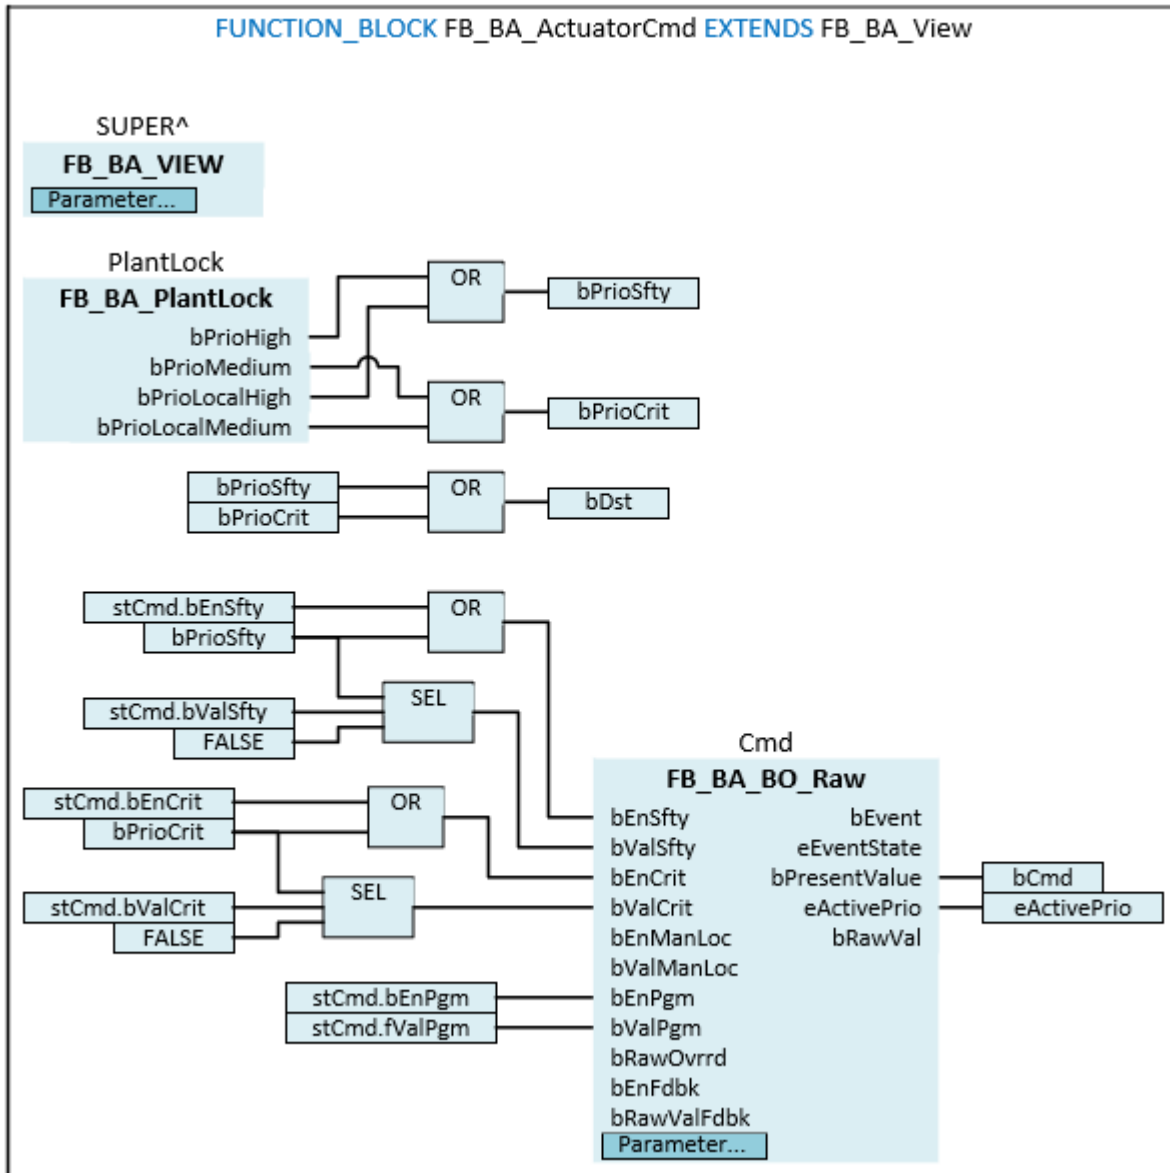 FUNCTION_BLOCK FB_BA_ActuatorCmd EXTENDS FB_BA_View
SUPER^
FB_BA_VIEW
Parameter...
PlantLock
FB_BA_PlantLock
bPrioHigh
bPrioMedium
bPrioLocalHigh
bPrioLocalMedium
OR
bPrioSfty
OR
bPrioCrit
bPrioSfty
bPrioCrit
OR
bDst
stCmd.bEnSfty
bPrioSfty
OR
stCmd.bValSfty
FALSE
SEL
stCmd.bEnCrit
bPrioCrit
OR
stCmd.bValCrit
FALSE
SEL
stCmd.bEnPgm
stCmd.fValPgm
Cmd
FB_BA_BO_Raw
bEnSfty bEvent
bValSfty eEventState
bEnCrit bPresentValue bCmd
bValCrit eActivePrio eActivePrio
bEnManLoc bRawVal
bValManLoc
bEnPgm
bValPgm
bRawOvrrd
bEnFdbk
bRawValFdbk
Parameter...